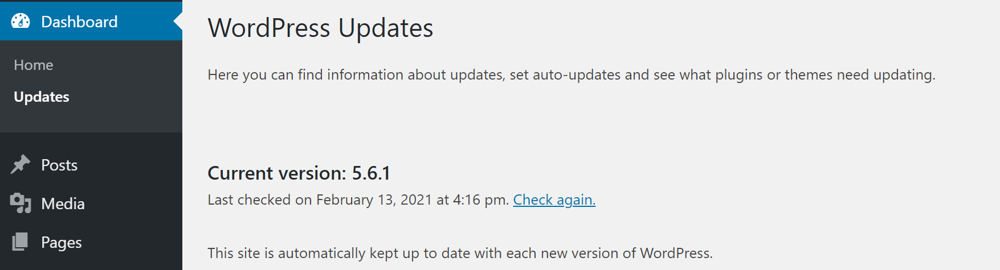 Dashboard
Home
Updates
Posts
Media
Pages
WordPress Updates
Here you can find information about updates, set auto-updates and see what plugins or themes need updating.
Current version: 5.6.1
Last checked on February 13, 2021 at 4:16 pm. Check again.
This site is automatically kept up to date with each new version of WordPress.